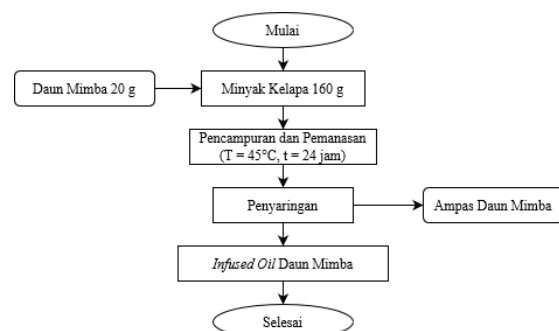 Mulai
Daun Mimba 20 g
Minyak Kelapa 160 g
Pencampuran dan Pemanasan
(T = 45°C, t = 24 jam)
Penyaringan
Ampas Daun Mimba
Infused Oil Daun Mimba
Selesai